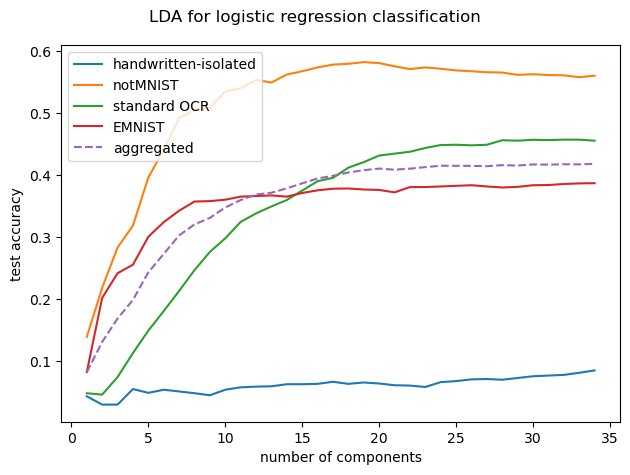 LDA for logistic regression classification
handwritten-isolated
notMNIST
standard OCR
EMNIST
aggregated
test accuracy
0.6
0.5
0.4
0.3
0.2
0.1
0 5 10 15 20 25 30 35
number of components